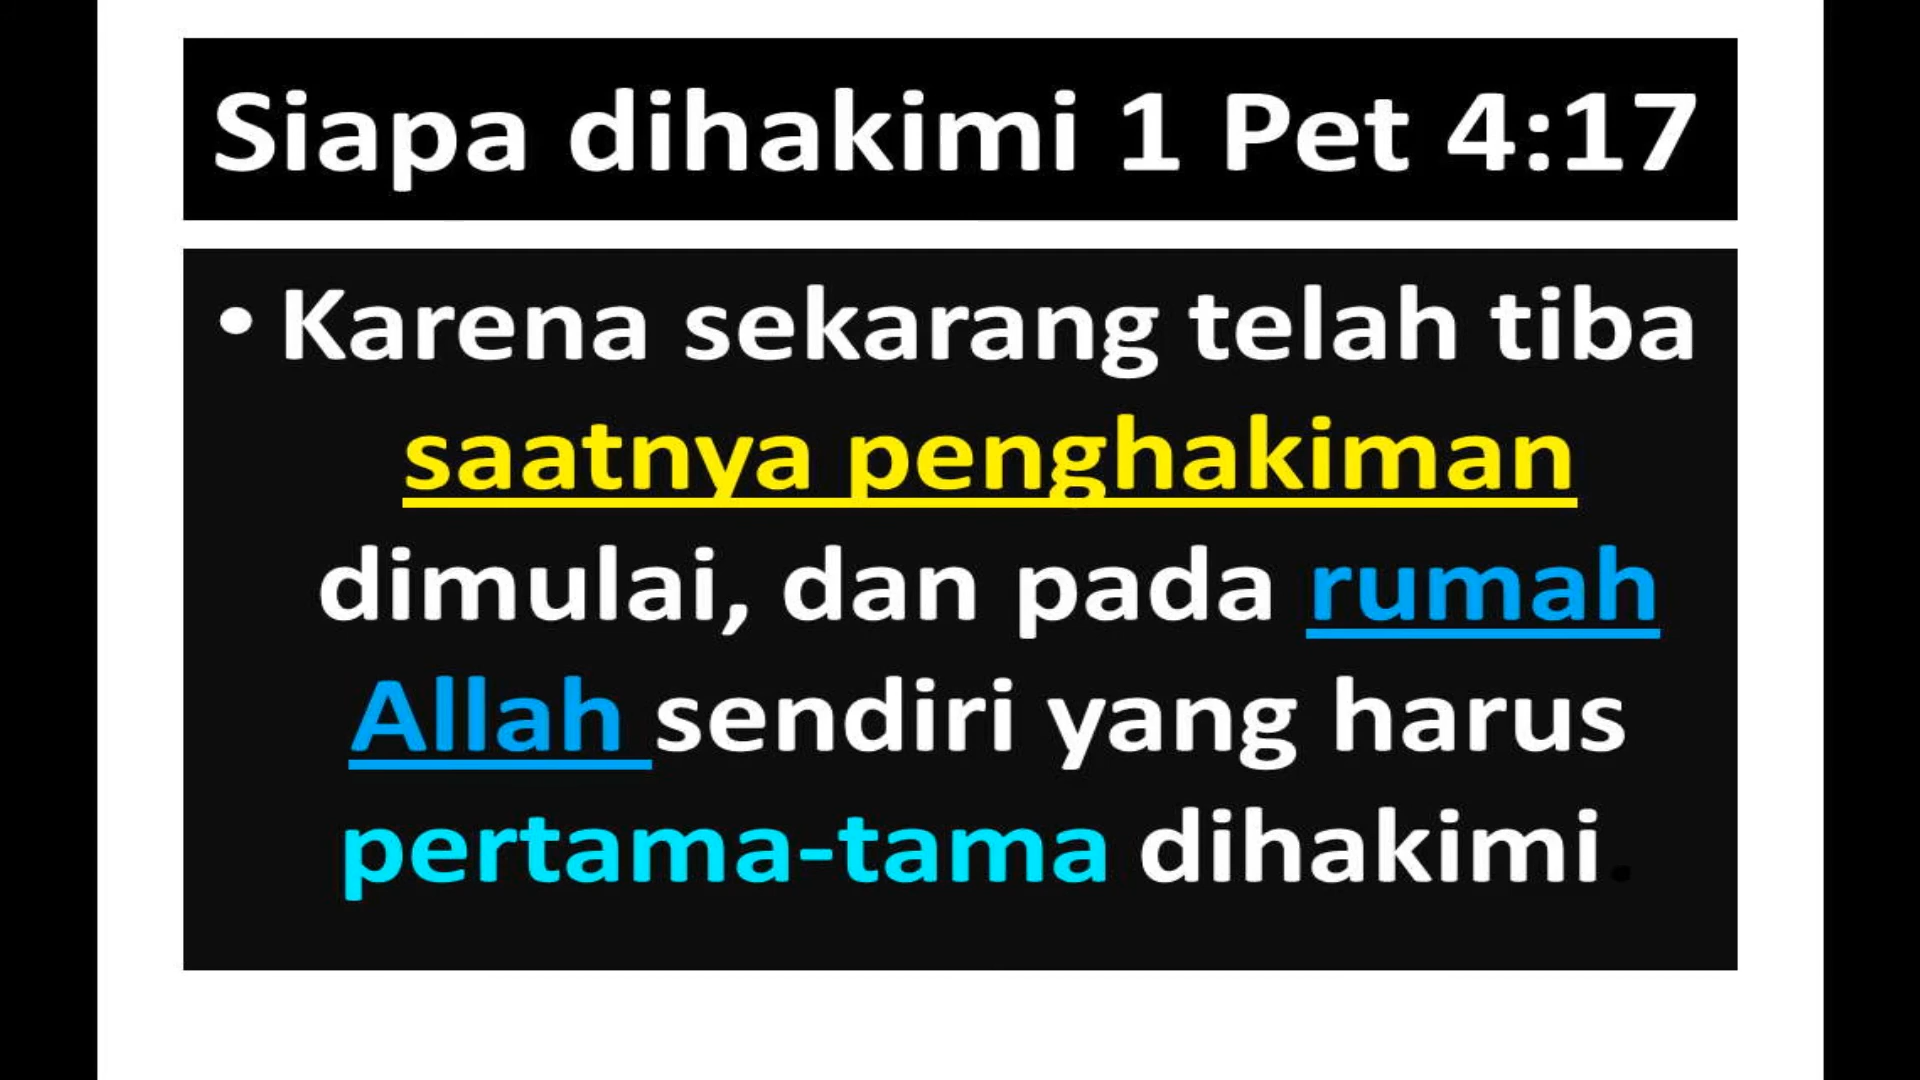 Siapa dihakimi 1 Pet 4:17
• Karena sekarang telah tiba
saatnya penghakiman
dimulai, dan pada rumah
Allah sendiri yang harus
pertama-tama dihakimi.